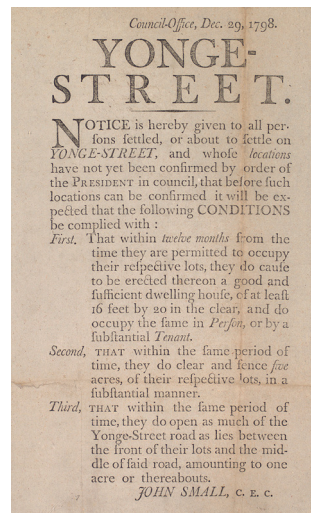 Council-Office, Dec. 29, 1798.
YONGE-
STREET.
NOTICE is hereby given to all per-
sons settled, or about to settle on
YONGE-STREET, and whose locations
have not yet been confirmed by order of
the PRESIDENT in council, that before such
locations can be confirmed it will be ex-
pected that the following CONDITIONS
be complied with :
First. That within twelve months from the
time they are permitted to occupy
their respective lots, they do cause
to be erected thereon a good and
sufficient dwelling house, of at least
16 feet by 20 in the clear, and do
occupy the same in Person, or by a
substantial Tenant.
Second, THAT within the same period of
time, they do clear and fence five
acres, of their respective lots, in a
substantial manner.
Third, THAT within the same period of
time, they do open as much of the
Yonge-Street road as lies between
the front of their lots and the mid-
dle of said road, amounting to one
acre or thereabouts.
JOHN SMALL, C. E. C.